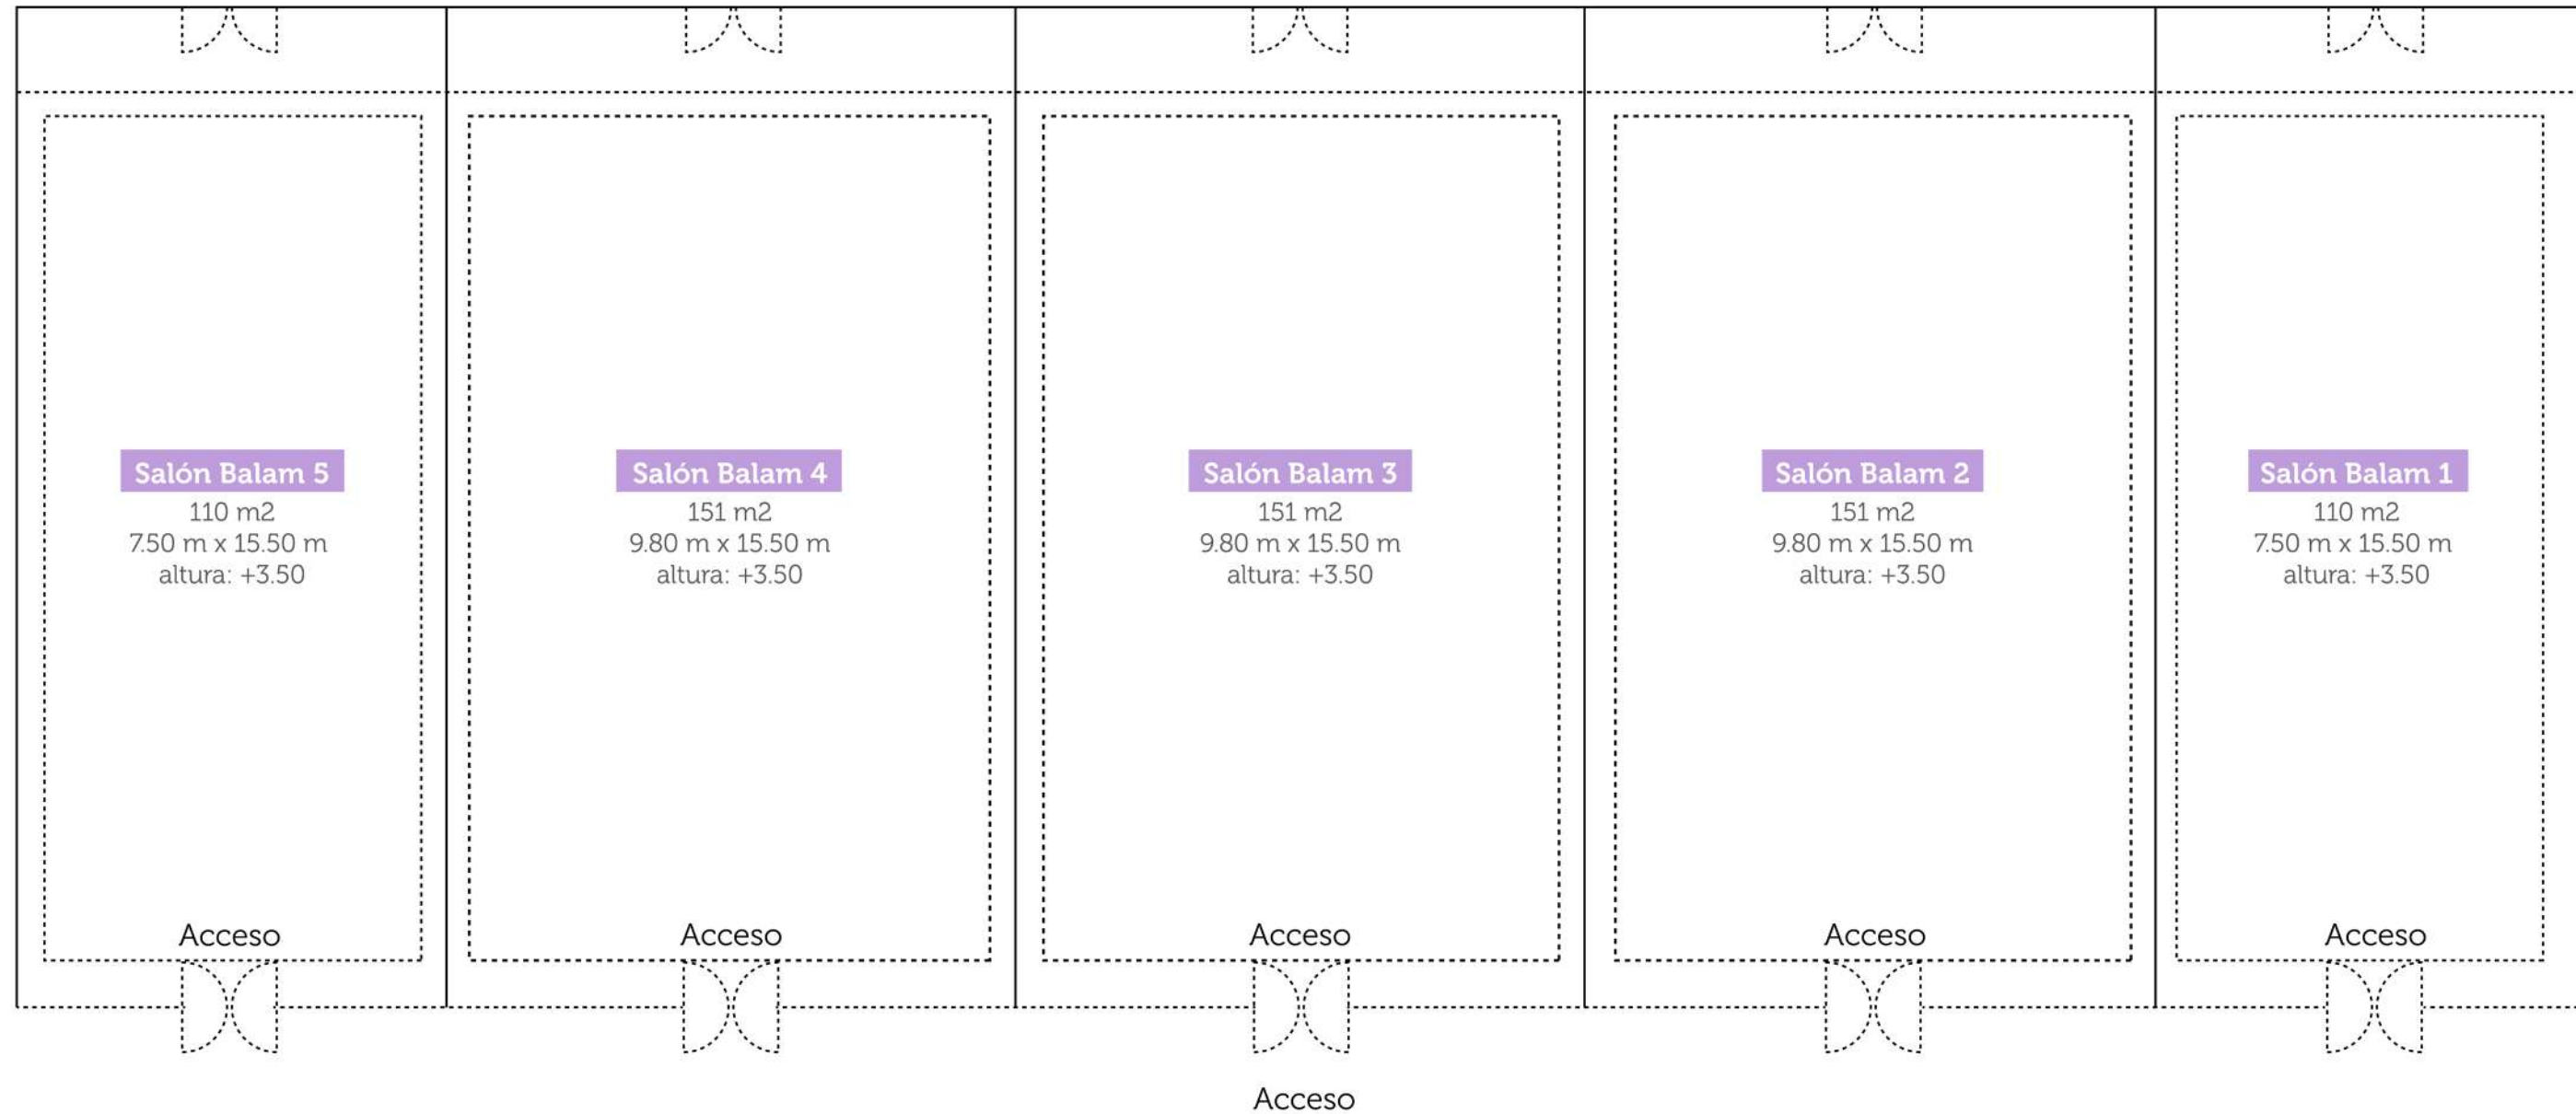 Salón Balam 5
110 m2
7.50 m x 15.50 m
altura: +3.50
Acceso
Salón Balam 4
151 m2
9.80 m x 15.50 m
altura: +3.50
Acceso
Salón Balam 3
151 m2
9.80 m x 15.50 m
altura: +3.50
Acceso
Salón Balam 2
151 m2
9.80 m x 15.50 m
altura: +3.50
Acceso
Salón Balam 1
110 m2
7.50 m x 15.50 m
altura: +3.50
Acceso
Acceso